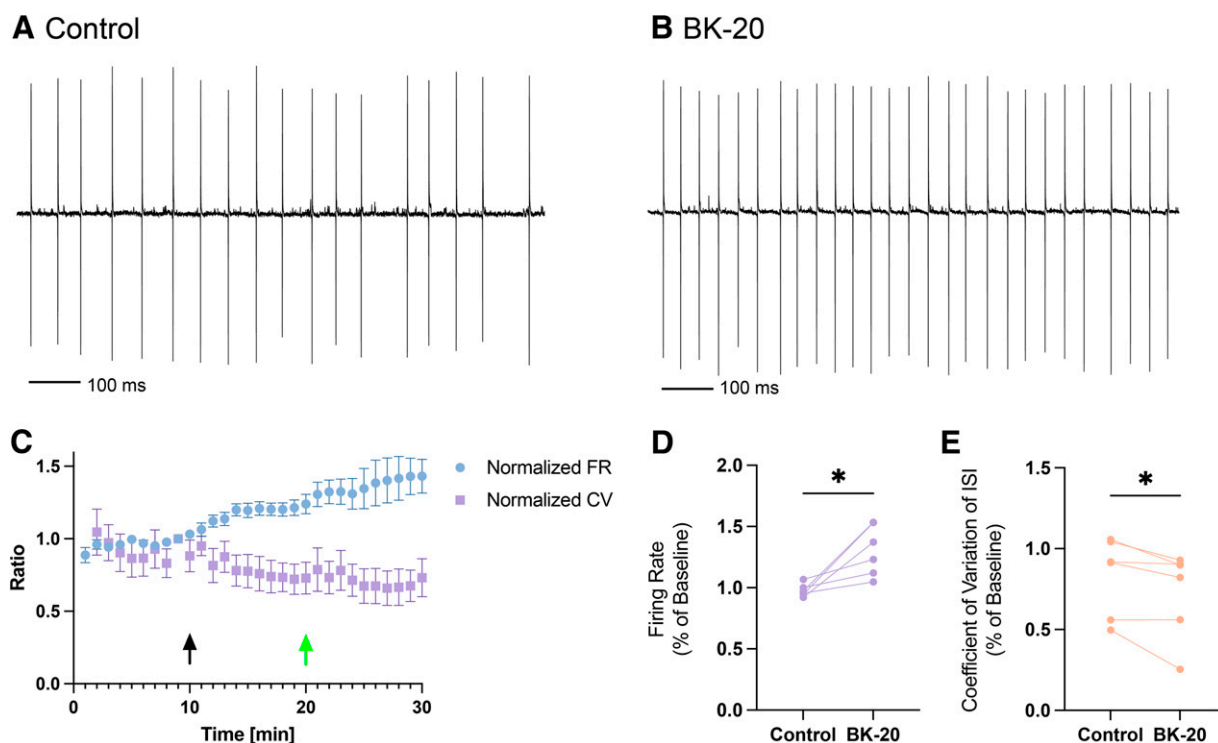 A Control
B BK-20
100 ms
100 ms
C
Normalized FR
Normalized CV
1.5
1.0
0.5
0.0
Ratio
0 10 20 30
Time [min]
D
*
2.0
1.5
1.0
0.5
0.0
Firing Rate
(% of Baseline)
Control BK-20
E
*
1.5
1.0
0.5
0.0
Coefficient of Variation of ISI
(% of Baseline)
Control BK-20